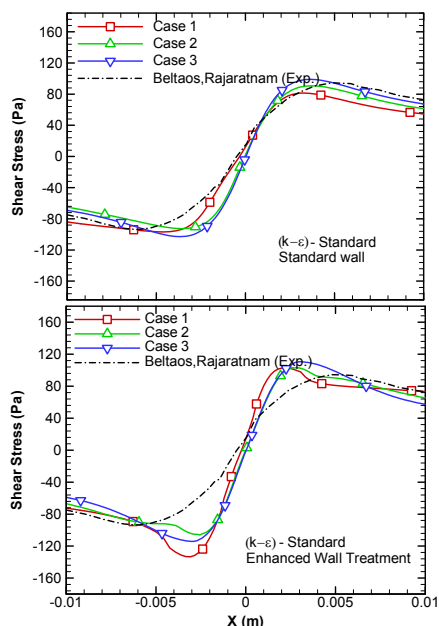 160
120
80
40
0
-40
-80
-120
-160
Shear Stress (Pa)
Case 1
Case 2
Case 3
Beltaos,Rajaratnam (Exp.)
(k-ε) - Standard
Standard wall
160
120
80
40
0
-40
-80
-120
-160
Shear Stress (Pa)
Case 1
Case 2
Case 3
Beltaos,Rajaratnam (Exp.)
(k-ε) - Standard
Enhanced Wall Treatment
-0.01 -0.005 0 0.005 0.01
X (m)